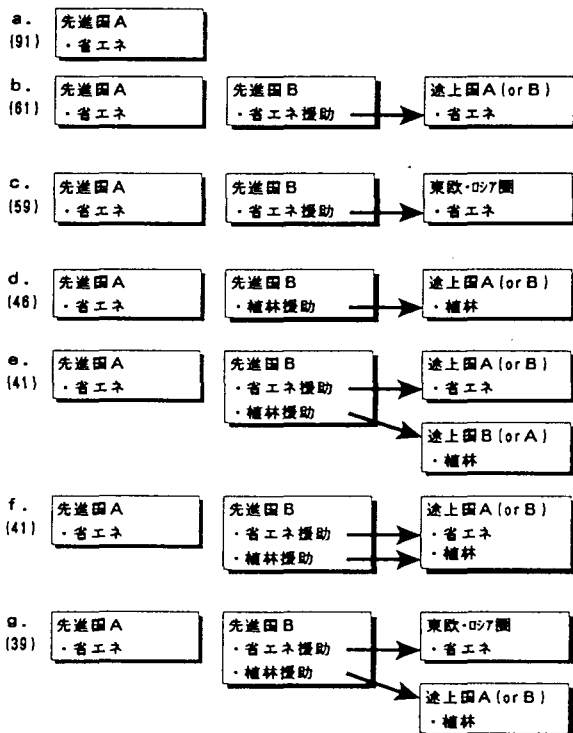 a.
(91)
先進国A
・省エネ
b.
(61)
先進国A
・省エネ
先進国B
・省エネ援助
途上国A(or B)
・省エネ
c.
(59)
先進国A
・省エネ
先進国B
・省エネ援助
東欧・ロシア圏
・省エネ
d.
(46)
先進国A
・省エネ
先進国B
・植林援助
途上国A(or B)
・植林
e.
(41)
先進国A
・省エネ
先進国B
・省エネ援助
・植林援助
途上国A(or B)
・省エネ
途上国B(or A)
・植林
f.
(41)
先進国A
・省エネ
先進国B
・省エネ援助
・植林援助
途上国A(or B)
・省エネ
・植林
g.
(39)
先進国A
・省エネ
先進国B
・省エネ援助
・植林援助
東欧・ロシア圏
・省エネ
途上国A(or B)
・植林